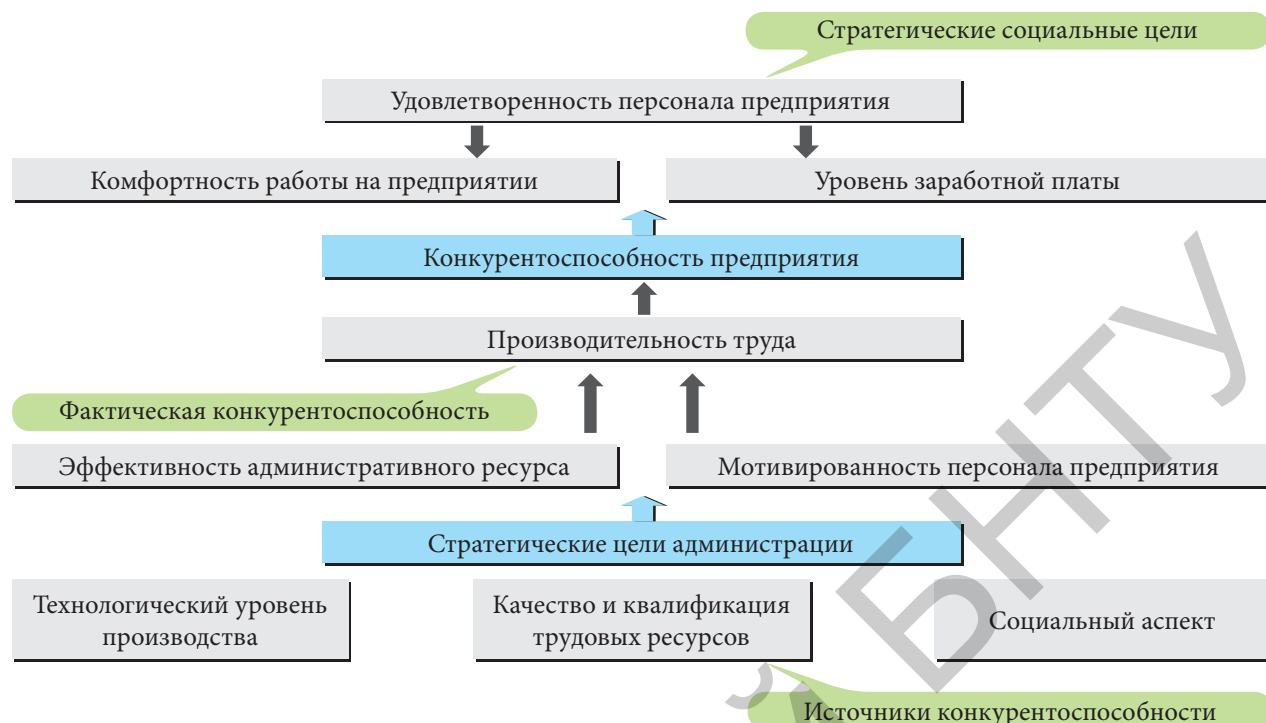 Стратегические социальные цели
Удовлетворенность персонала предприятия
Комфортность работы на предприятии
Уровень заработной платы
Конкурентоспособность предприятия
Производительность труда
Фактическая конкурентоспособность
Эффективность административного ресурса
Мотивированность персонала предприятия
Стратегические цели администрации
Технологический уровень
производства
Качество и квалификация
трудовых ресурсов
Социальный аспект
Источники конкурентоспособности
й БНТУ